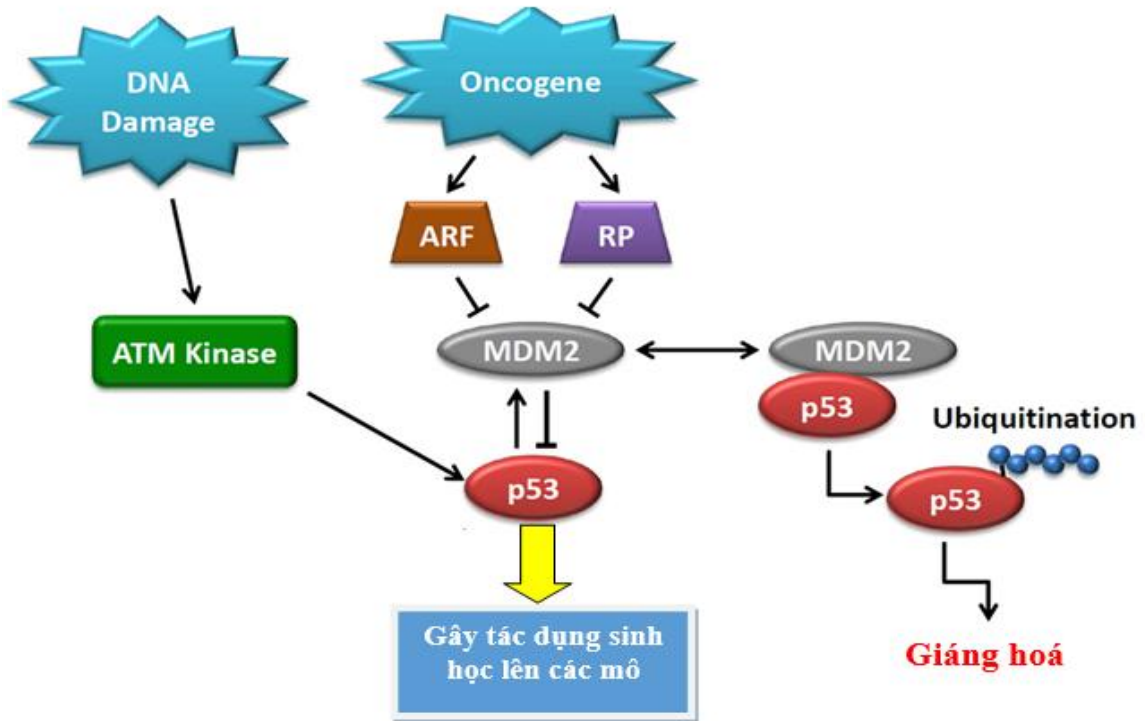 DNA
Damage
Oncogene
ARF
RP
ATM Kinase
MDM2
MDM2
p53
Ubiquitination
p53
p53
Gây tác dụng sinh
học lên các mô
Giáng hoá